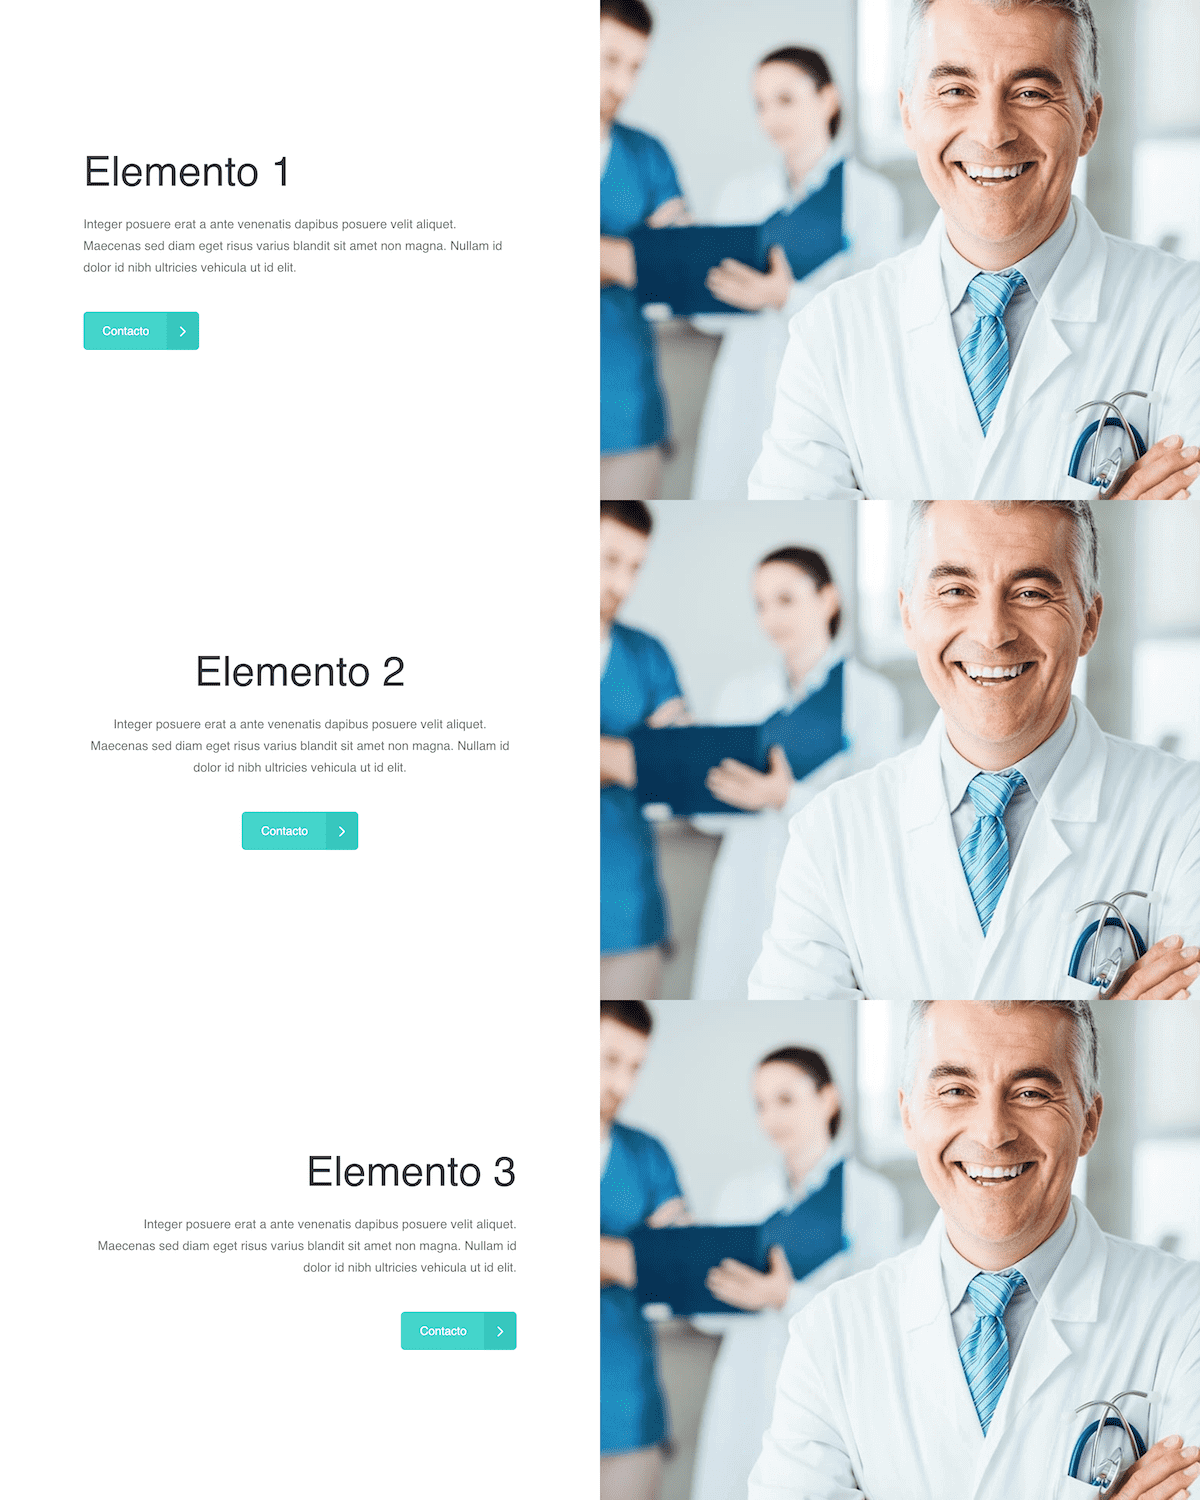 Elemento 1
Integer posuere erat a ante venenatis dapibus posuere velit aliquet.
Maecenas sed diam eget risus varius blandit sit amet non magna. Nullam id
dolor id nibh ultricies vehicula ut id elit.
Contacto
Elemento 2
Integer posuere erat a ante venenatis dapibus posuere velit aliquet.
Maecenas sed diam eget risus varius blandit sit amet non magna. Nullam id
dolor id nibh ultricies vehicula ut id elit.
Contacto
Elemento 3
Integer posuere erat a ante venenatis dapibus posuere velit aliquet.
Maecenas sed diam eget risus varius blandit sit amet non magna. Nullam id
dolor id nibh ultricies vehicula ut id elit.
Contacto